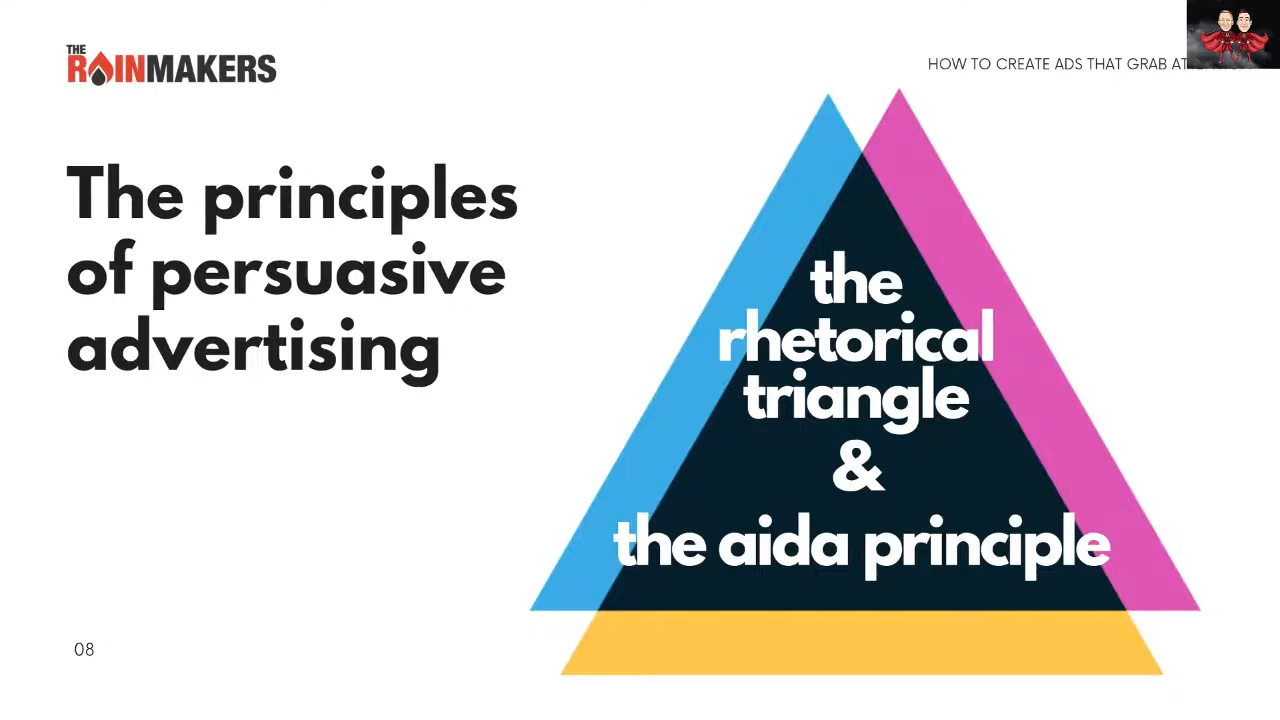 THE
RAINMAKERS
HOW TO CREATE ADS THAT GRAB
The principles
of persuasive
advertising
the
rhetorical
triangle
&
the aida principle
08